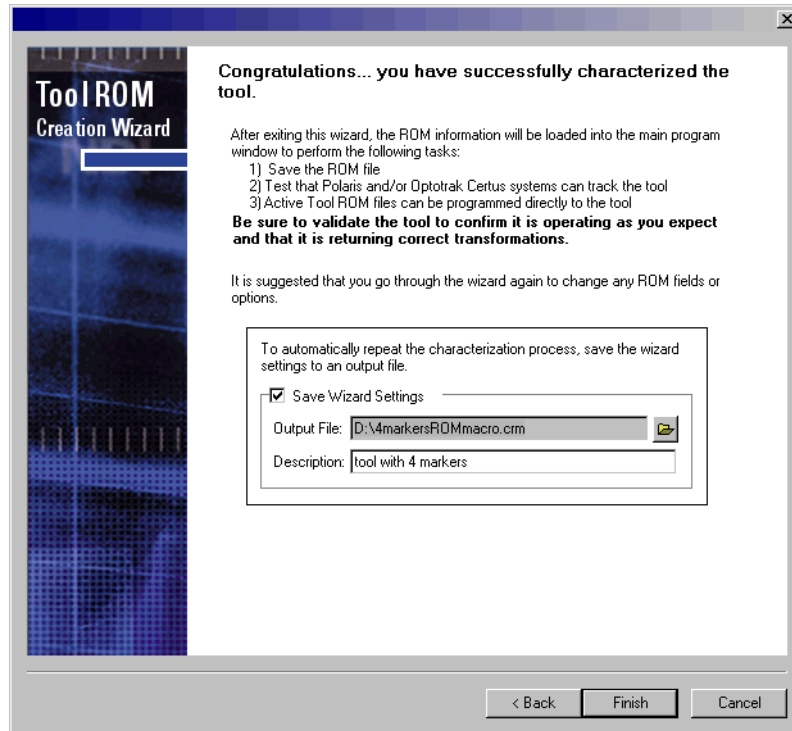 Tool ROM
Creation Wizard
Congratulations... you have successfully characterized the
tool.
After exiting this wizard, the ROM information will be loaded into the main program
window to perform the following tasks:
1) Save the ROM file
2) Test that Polaris and/or Optotrak Certus systems can track the tool
3) Active Tool ROM files can be programmed directly to the tool
Be sure to validate the tool to confirm it is operating as you expect
and that it is returning correct transformations.
It is suggested that you go through the wizard again to change any ROM fields or
options.
To automatically repeat the characterization process, save the wizard
settings to an output file.
Save Wizard Settings
Output File: D:\4markersROMmacro.crm
Description: tool with 4 markers
< Back Finish Cancel